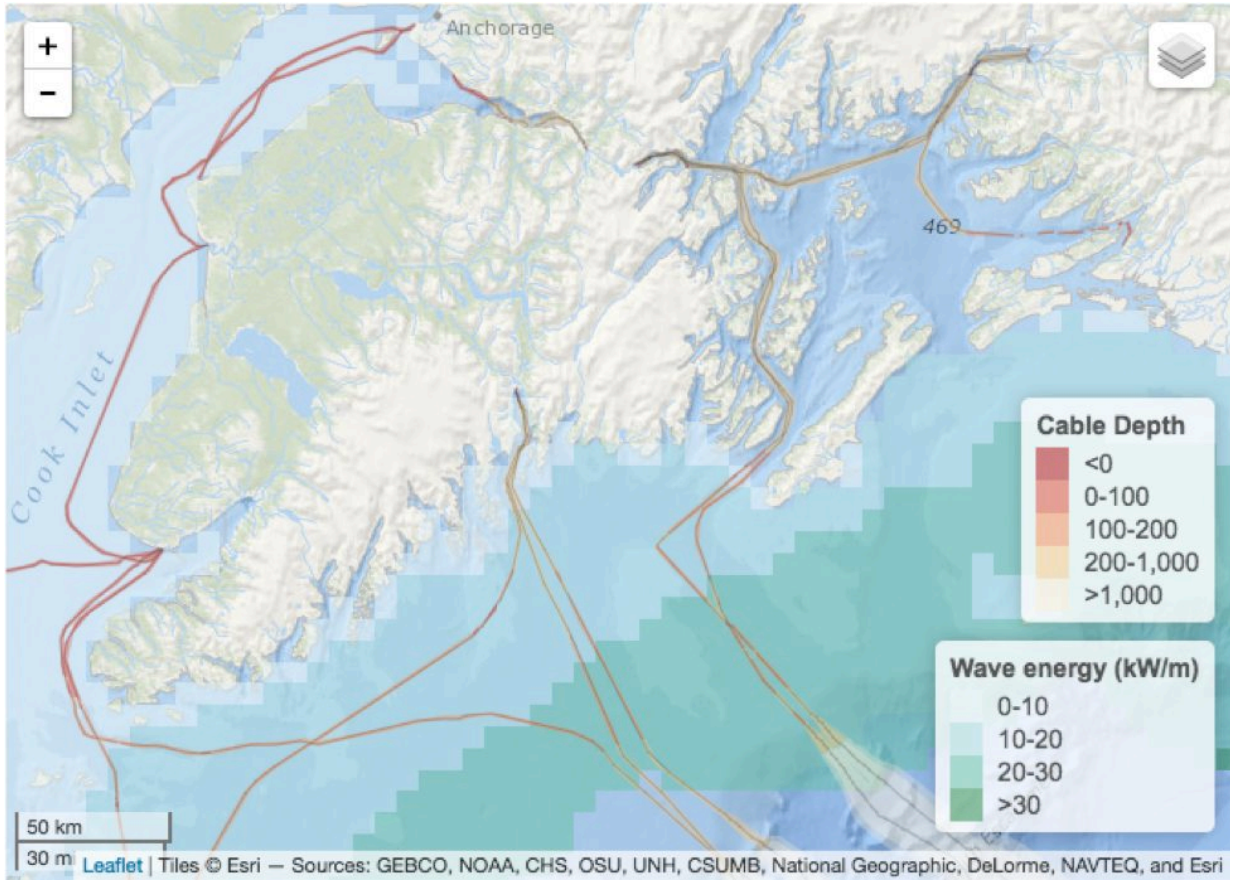 +
−
Anchorage
469
Cook Inlet
Cable Depth
<0
0-100
100-200
200-1,000
>1,000
Wave energy (kW/m)
0-10
10-20
20-30
>30
50 km
30 mi
Leaflet | Tiles © Esri — Sources: GEBCO, NOAA, CHS, OSU, UNH, CSUMB, National Geographic, DeLorme, NAVTEQ, and Esri